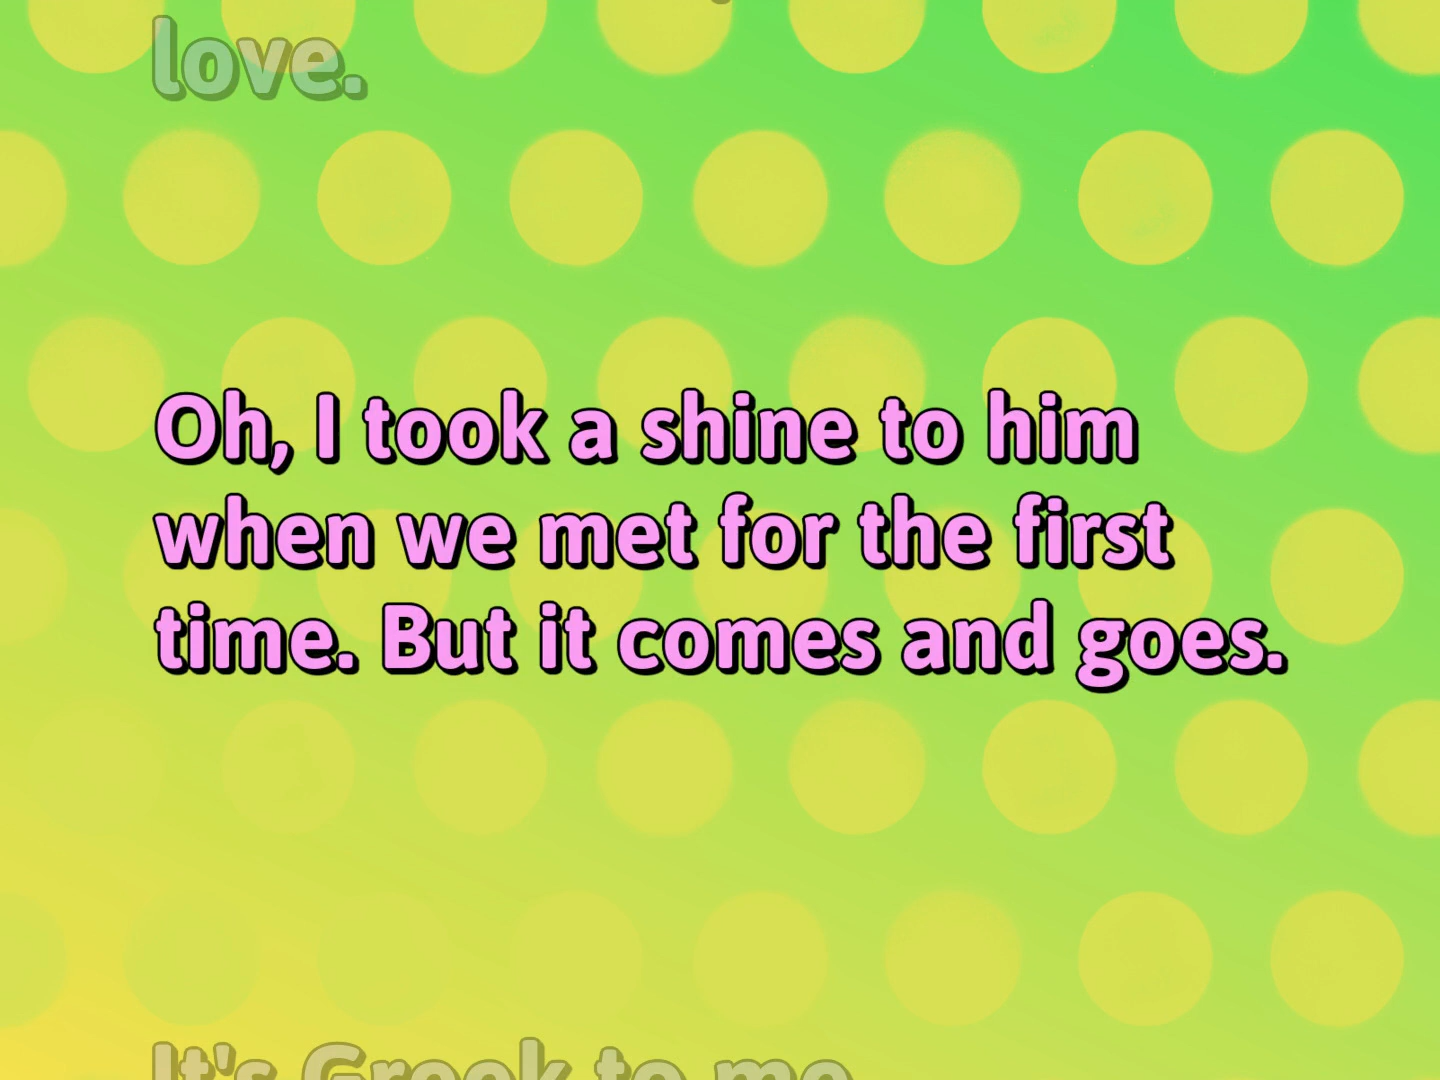 love.
Oh, I took a shine to him
when we met for the first
time. But it comes and goes.
It's Greek to me